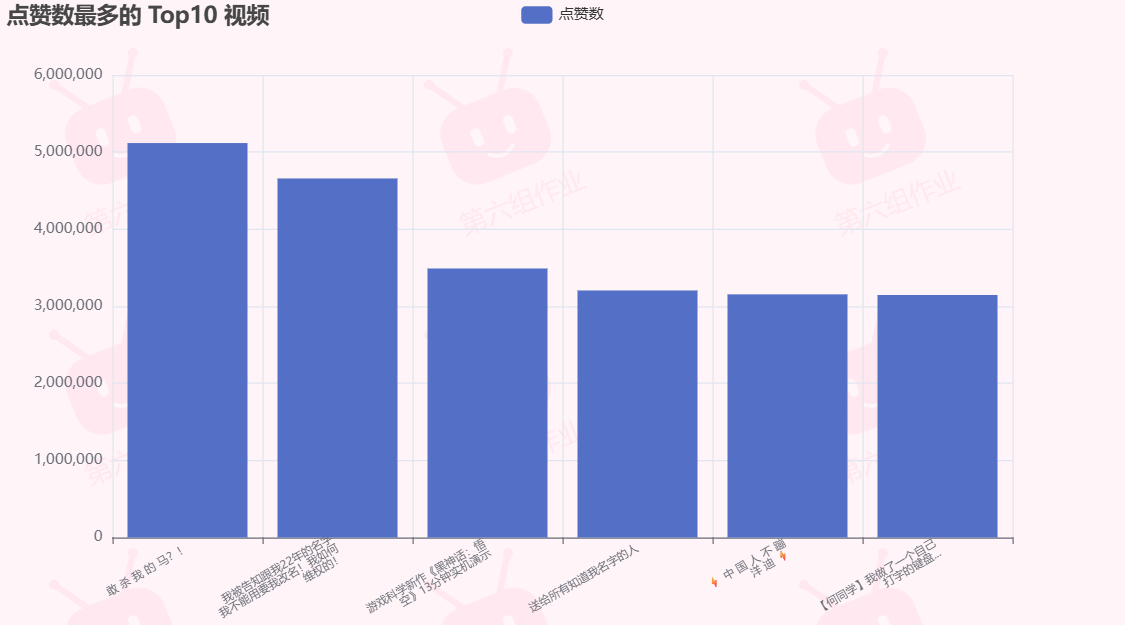 点赞数最多的 Top10 视频
点赞数
6,000,000
5,000,000
4,000,000
3,000,000
2,000,000
1,000,000
0
敢 杀 我 的 马？！
我被告知跟我22年的名字
我不能用要我改名！我如何
维权的！
游戏科学新作《黑神话：悟
空》13分钟实机演示
送给所有知道我名字的人
⚡ 中 国 人 不 蹦
洋 迪 ⚡
【何同学】我做了一个自己
打字的键盘...
第六组作业
第六组作业
第六组作业